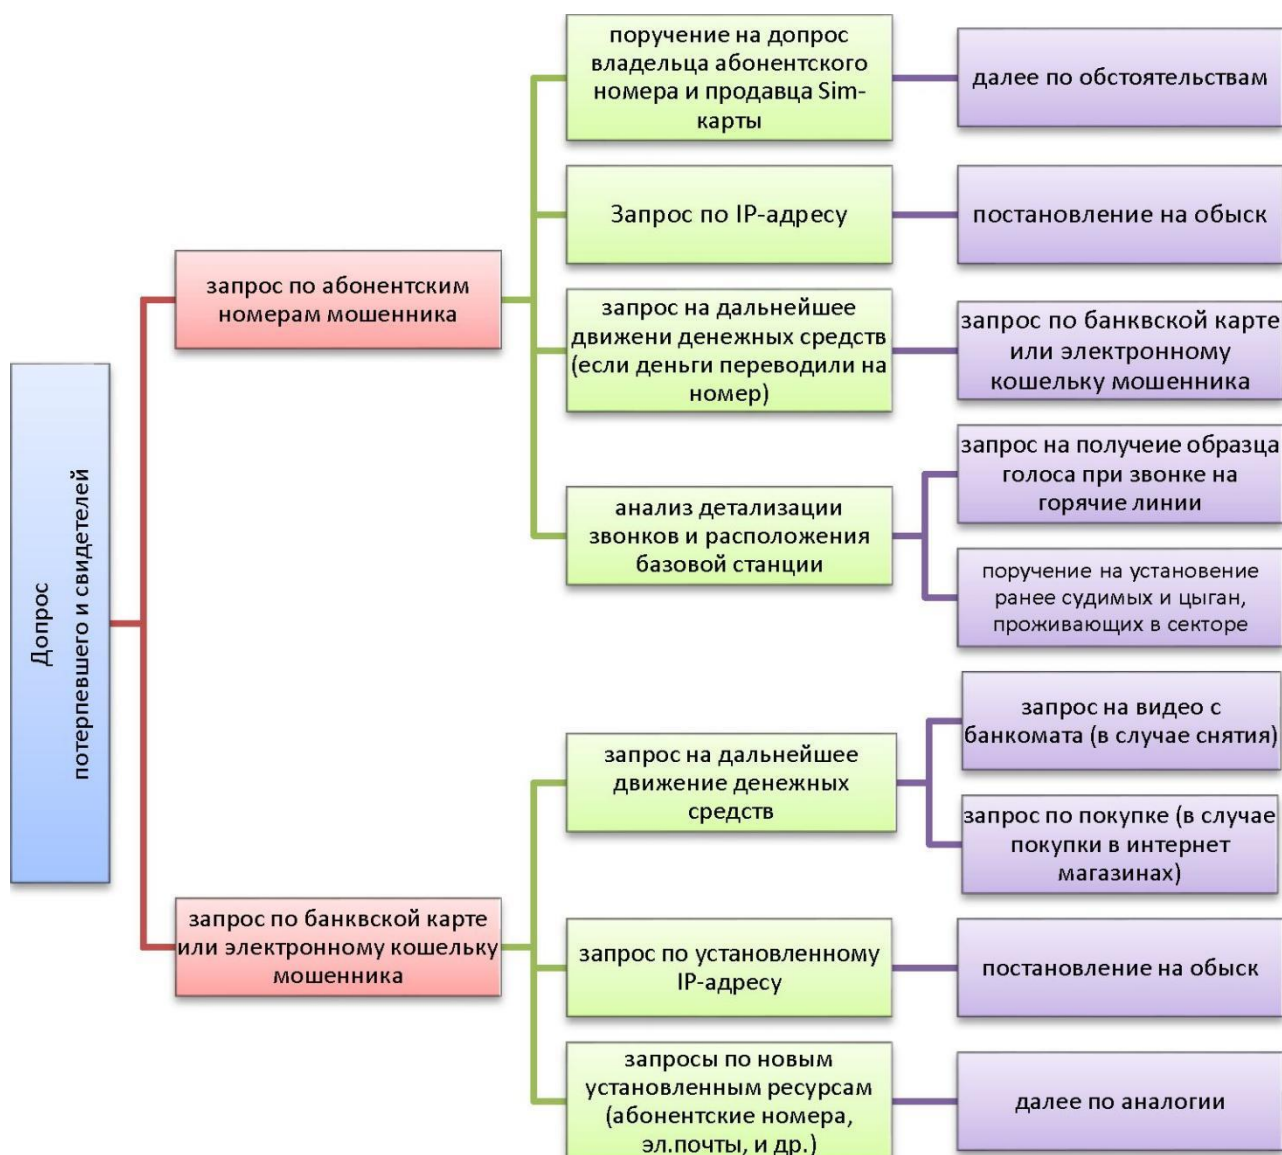 Допрос
потерпевшего и свидетелей
запрос по абонентским
номерам мошенника
поручение на допрос
владельца абонентского
номера и продавца Sim-
карты
далее по обстоятельствам
Запрос по IP-адресу
постановление на обыск
запрос на дальнейшее
движени денежных средств
(если деньги переводили на
номер)
запрос по банквской карте
или электронному
кошельку мошенника
анализ детализации
звонков и расположения
базовой станции
запрос на получеие образца
голоса при звонке на
горячие линии
поручение на установение
ранее судимых и цыган,
проживающих в секторе
запрос по банквской карте
или электронному кошельку
мошенника
запрос на дальнейшее
движение денежных
средств
запрос на видео с
банкомата (в случае снятия)
запрос по покупке (в случае
покупки в интернет
магазинах)
запрос по установленному
IP-адресу
постановление на обыск
запросы по новым
установленным ресурсам
(абонентские номера,
эл.почты, и др.)
далее по аналогии